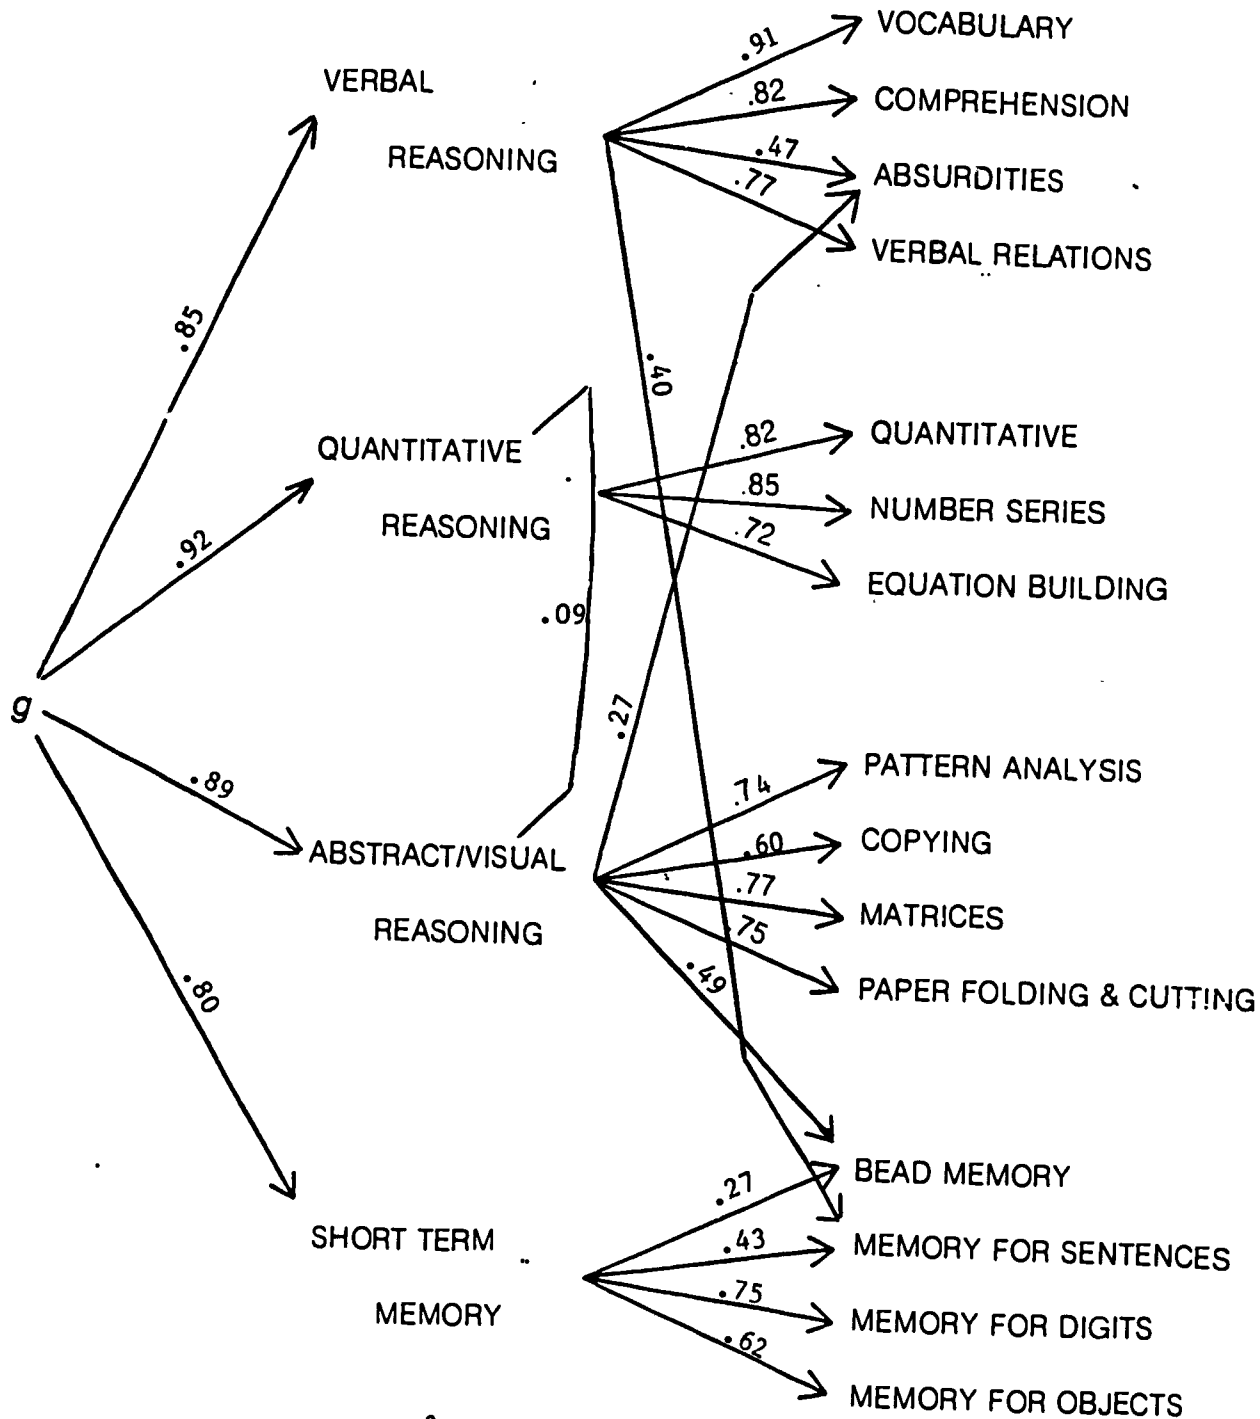 VOCABULARY
.91
VERBAL
.82
COMPREHENSION
REASONING
.47
ABSURDITIES
.77
VERBAL RELATIONS
.85
.40
QUANTITATIVE
.82
QUANTITATIVE
.85
NUMBER SERIES
REASONING
.72
.92
EQUATION BUILDING
.09
g
.27
.89
.74
PATTERN ANALYSIS
ABSTRACT/VISUAL
.60
COPYING
.77
MATRICES
REASONING
.75
.49
PAPER FOLDING & CUTTING
.80
.27
BEAD MEMORY
SHORT TERM
.43
MEMORY FOR SENTENCES
MEMORY
.75
MEMORY FOR DIGITS
.62
MEMORY FOR OBJECTS